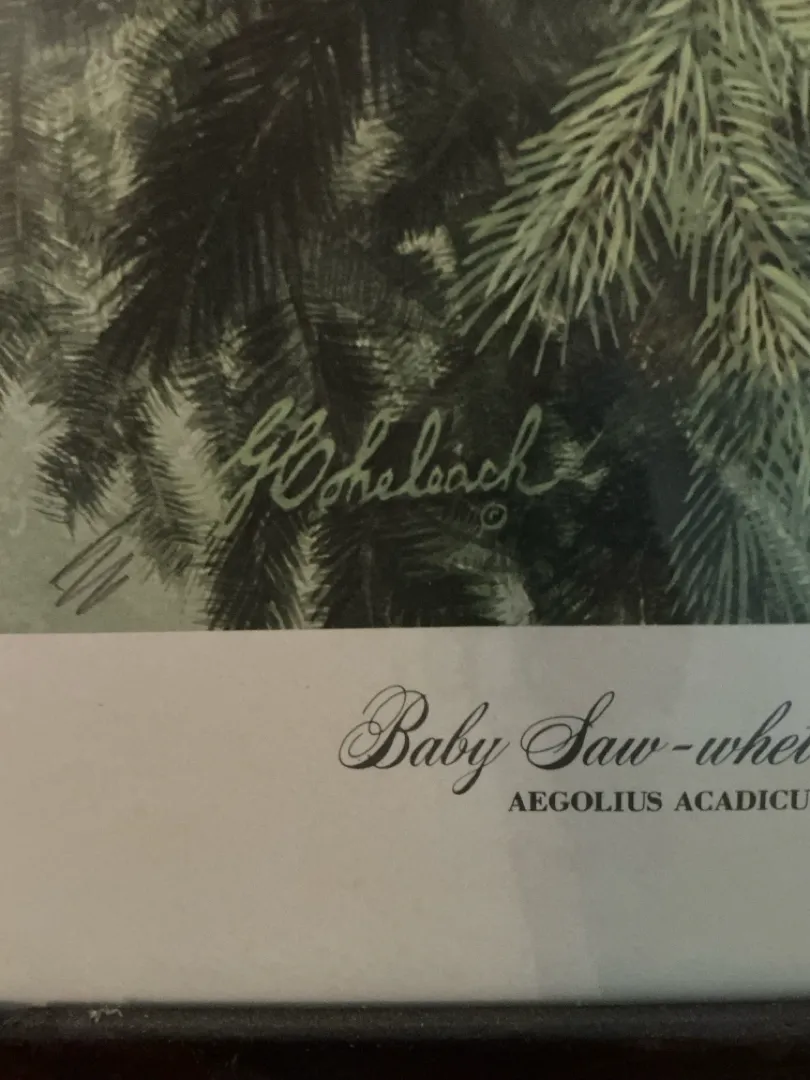 GCoheleach
©
Baby Saw-whet
AEGOLIUS ACADICU